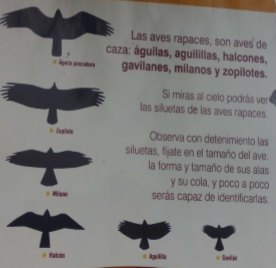 Las aves rapaces, son aves de
caza: águilas, aguilillas, halcones,
gavilanes, milanos y zopilotes.
Águila pescadora
Si miras al cielo podrás ver
las siluetas de las aves rapaces.
Zopilote
Observa con detenimiento las
siluetas, fíjate en el tamaño del ave,
la forma y tamaño de sus alas
y su cola, y poco a poco
serás capaz de identificarlas.
Milano
Halcón
Aguililla
Gavilán